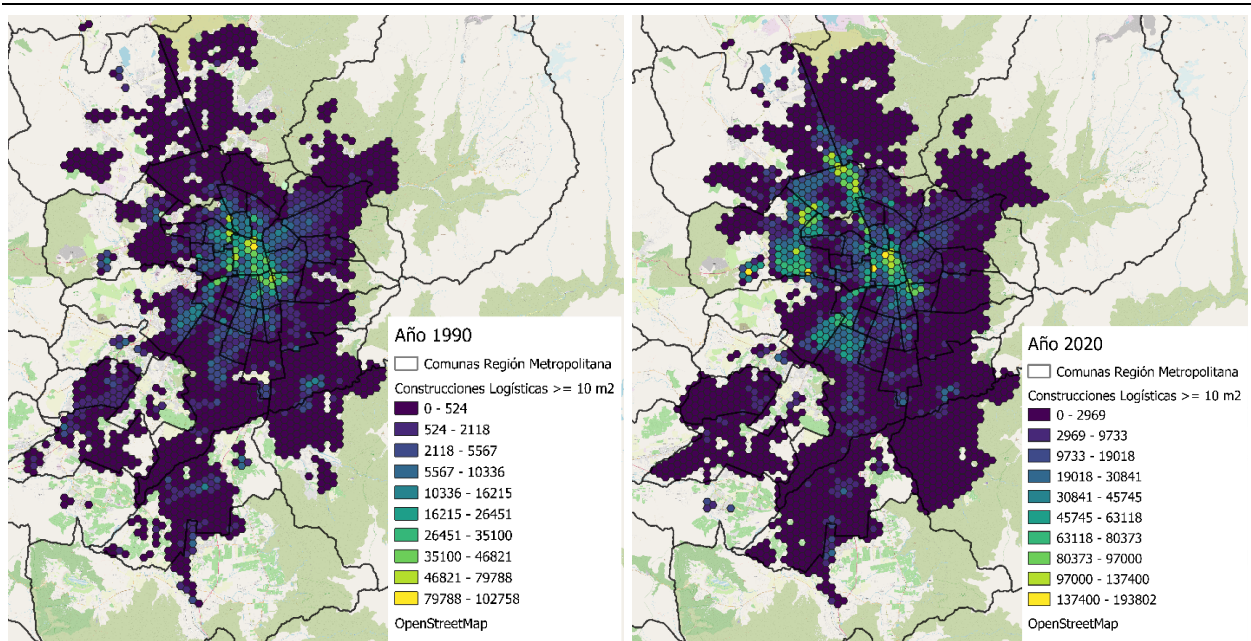 Año 1990
Comunas Región Metropolitana
Construcciones Logísticas >= 10 m2
0 - 524
524 - 2118
2118 - 5567
5567 - 10336
10336 - 16215
16215 - 26451
26451 - 35100
35100 - 46821
46821 - 79788
79788 - 102758
OpenStreetMap
Año 2020
Comunas Región Metropolitana
Construcciones Logísticas >= 10 m2
0 - 2969
2969 - 9733
9733 - 19018
19018 - 30841
30841 - 45745
45745 - 63118
63118 - 80373
80373 - 97000
97000 - 137400
137400 - 193802
OpenStreetMap